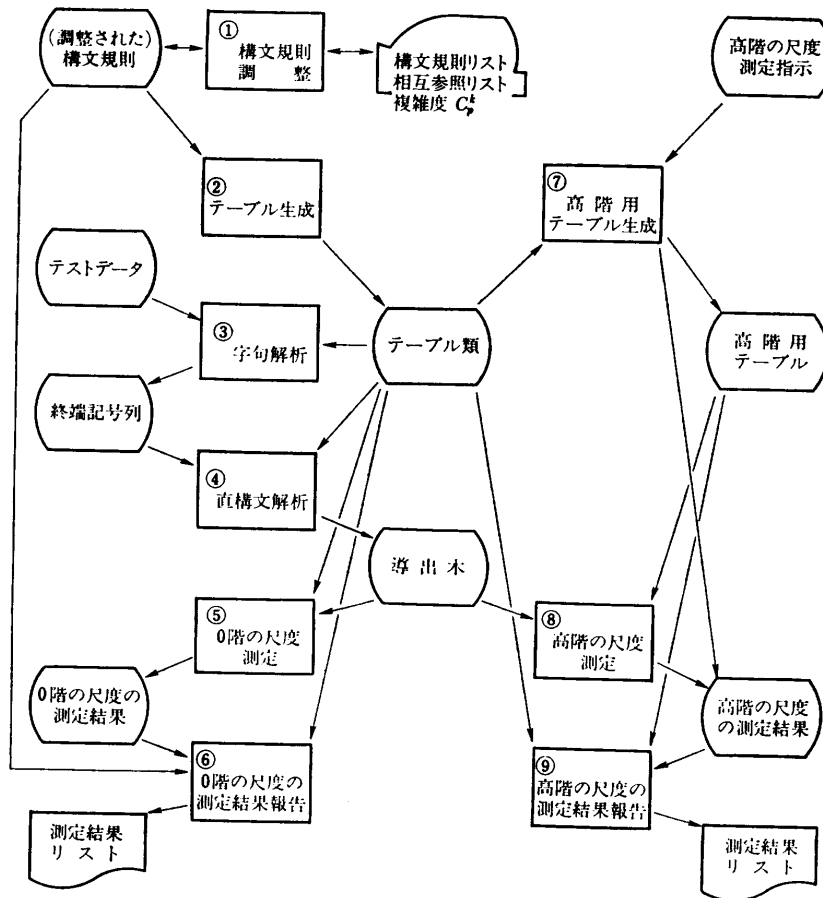 (調整された)
構文規則
①
構文規則
調 整
構文規則リスト
相互参照リスト
複雑度 C_p^k
高階の尺度
測定指示
②
テーブル生成
⑦
高階用
テーブル生成
テストデータ
③
字句解析
テーブル類
高階用
テーブル
終端記号列
④
直構文解析
導出木
⑤
0階の尺度
測定
⑧
高階の尺度
測定
0階の尺度の
測定結果
高階の尺度
の測定結果
⑥
0階の尺度の
測定結果報告
⑨
高階の尺度の
測定結果報告
測定結果
リスト
測定結果
リスト